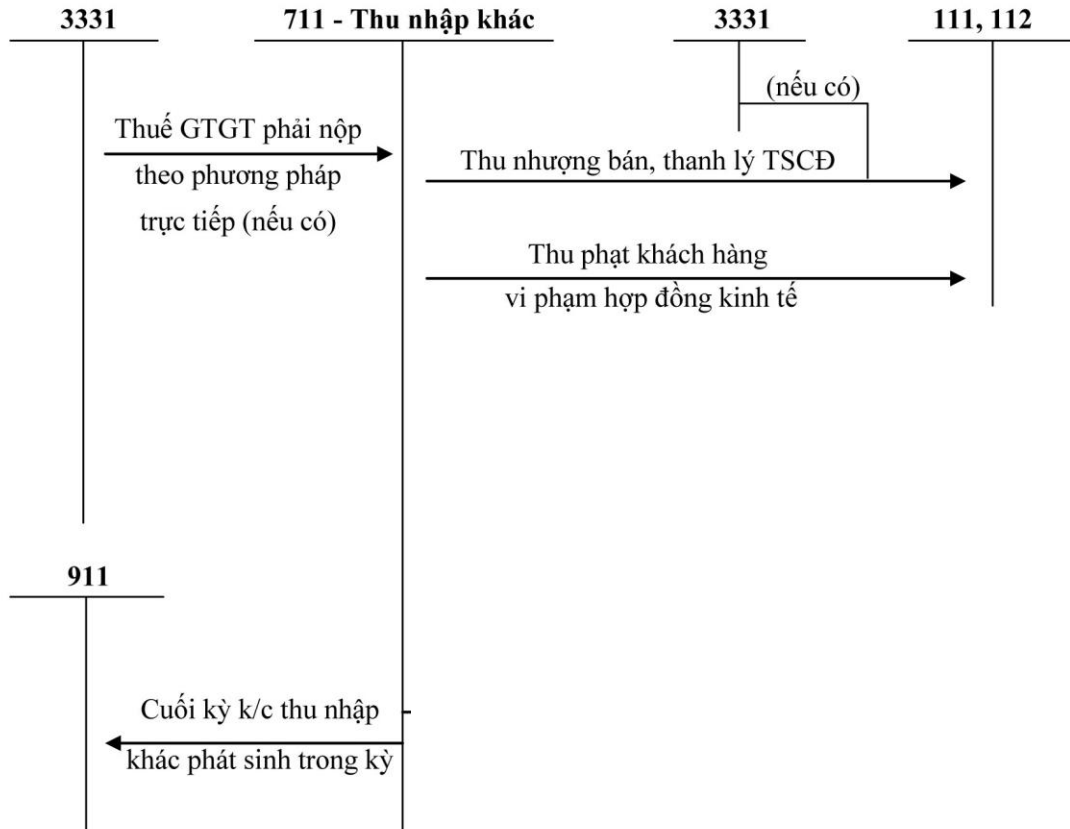 3331
711 - Thu nhập khác
3331
111, 112
(nếu có)
Thuế GTGT phải nộp
theo phương pháp
trực tiếp (nếu có)
Thu nhượng bán, thanh lý TSCĐ
Thu phạt khách hàng
vi phạm hợp đồng kinh tế
911
Cuối kỳ k/c thu nhập
khác phát sinh trong kỳ